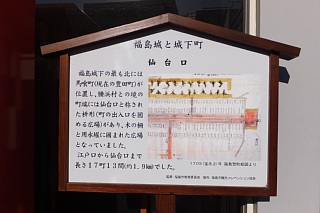 福島城と城下町
仙台口
福島城下の最も北には
馬喰町(現在の豊田町)が
位置し、腰浜村との境の
町端には仙台口と称され
た枡形(町の出入口を固
める広場)があり、木の柵
と用水堀に囲まれた広場
となっていました。
江戸口から仙台口まで
長さ17町13間(約1.9km)でした。